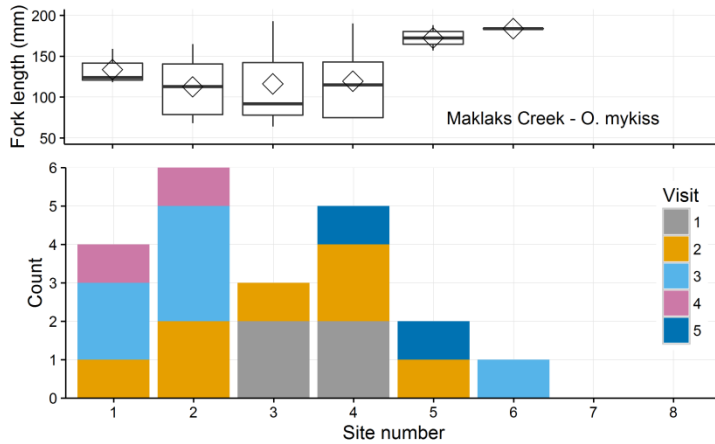 Fork length (mm)
200
150
100
50
Maklaks Creek - O. mykiss
Count
6
5
4
3
2
1
0
Visit
1
2
3
4
5
1 2 3 4 5 6 7 8
Site number